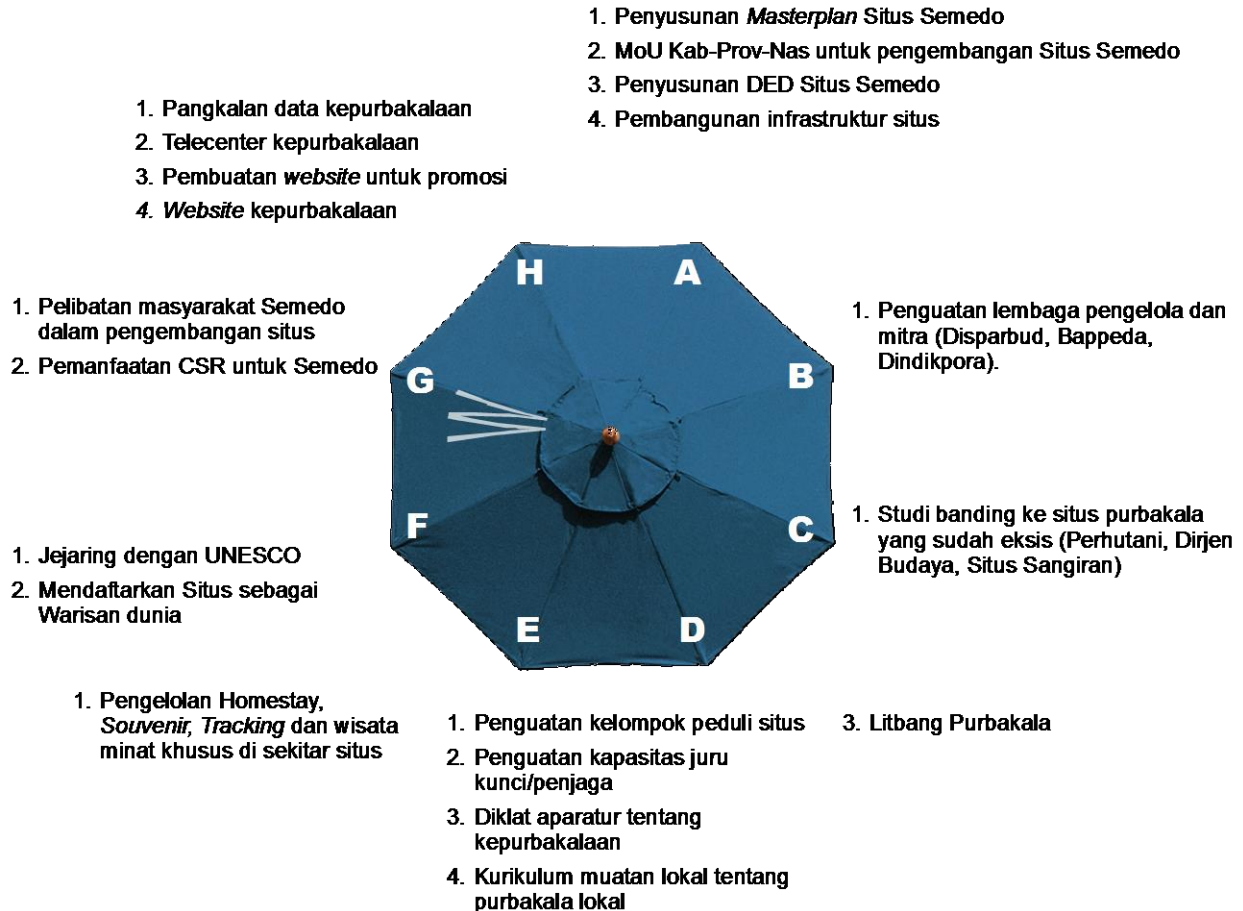 1. Penyusunan Masterplan Situs Semedo
2. MoU Kab-Prov-Nas untuk pengembangan Situs Semedo
3. Penyusunan DED Situs Semedo
4. Pembangunan infrastruktur situs
1. Pangkalan data kepurbakalaan
2. Telecenter kepurbakalaan
3. Pembuatan website untuk promosi
4. Website kepurbakalaan
H
A
1. Pelibatan masyarakat Semedo
dalam pengembangan situs
2. Pemanfaatan CSR untuk Semedo
G
B
1. Penguatan lembaga pengelola dan
mitra (Disparbud, Bappeda,
Dindikpora).
1. Jejaring dengan UNESCO
2. Mendaftarkan Situs sebagai
Warisan dunia
F
C
1. Studi banding ke situs purbakala
yang sudah eksis (Perhutani, Dirjen
Budaya, Situs Sangiran)
E
D
1. Pengelolan Homestay,
Souvenir, Tracking dan wisata
minat khusus di sekitar situs
1. Penguatan kelompok peduli situs
2. Penguatan kapasitas juru
kunci/penjaga
3. Diklat aparatur tentang
kepurbakalaan
4. Kurikulum muatan lokal tentang
purbakala lokal
3. Litbang Purbakala